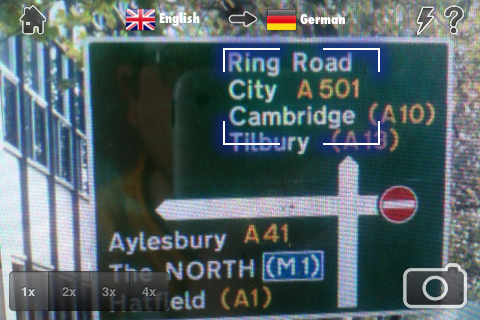 English
German
?
Ring Road
City A501
Cambridge (A10)
Tilbury (A13)
Aylesbury A41
The NORTH (M1)
Hatfield (A1)
1x 2x 3x 4x